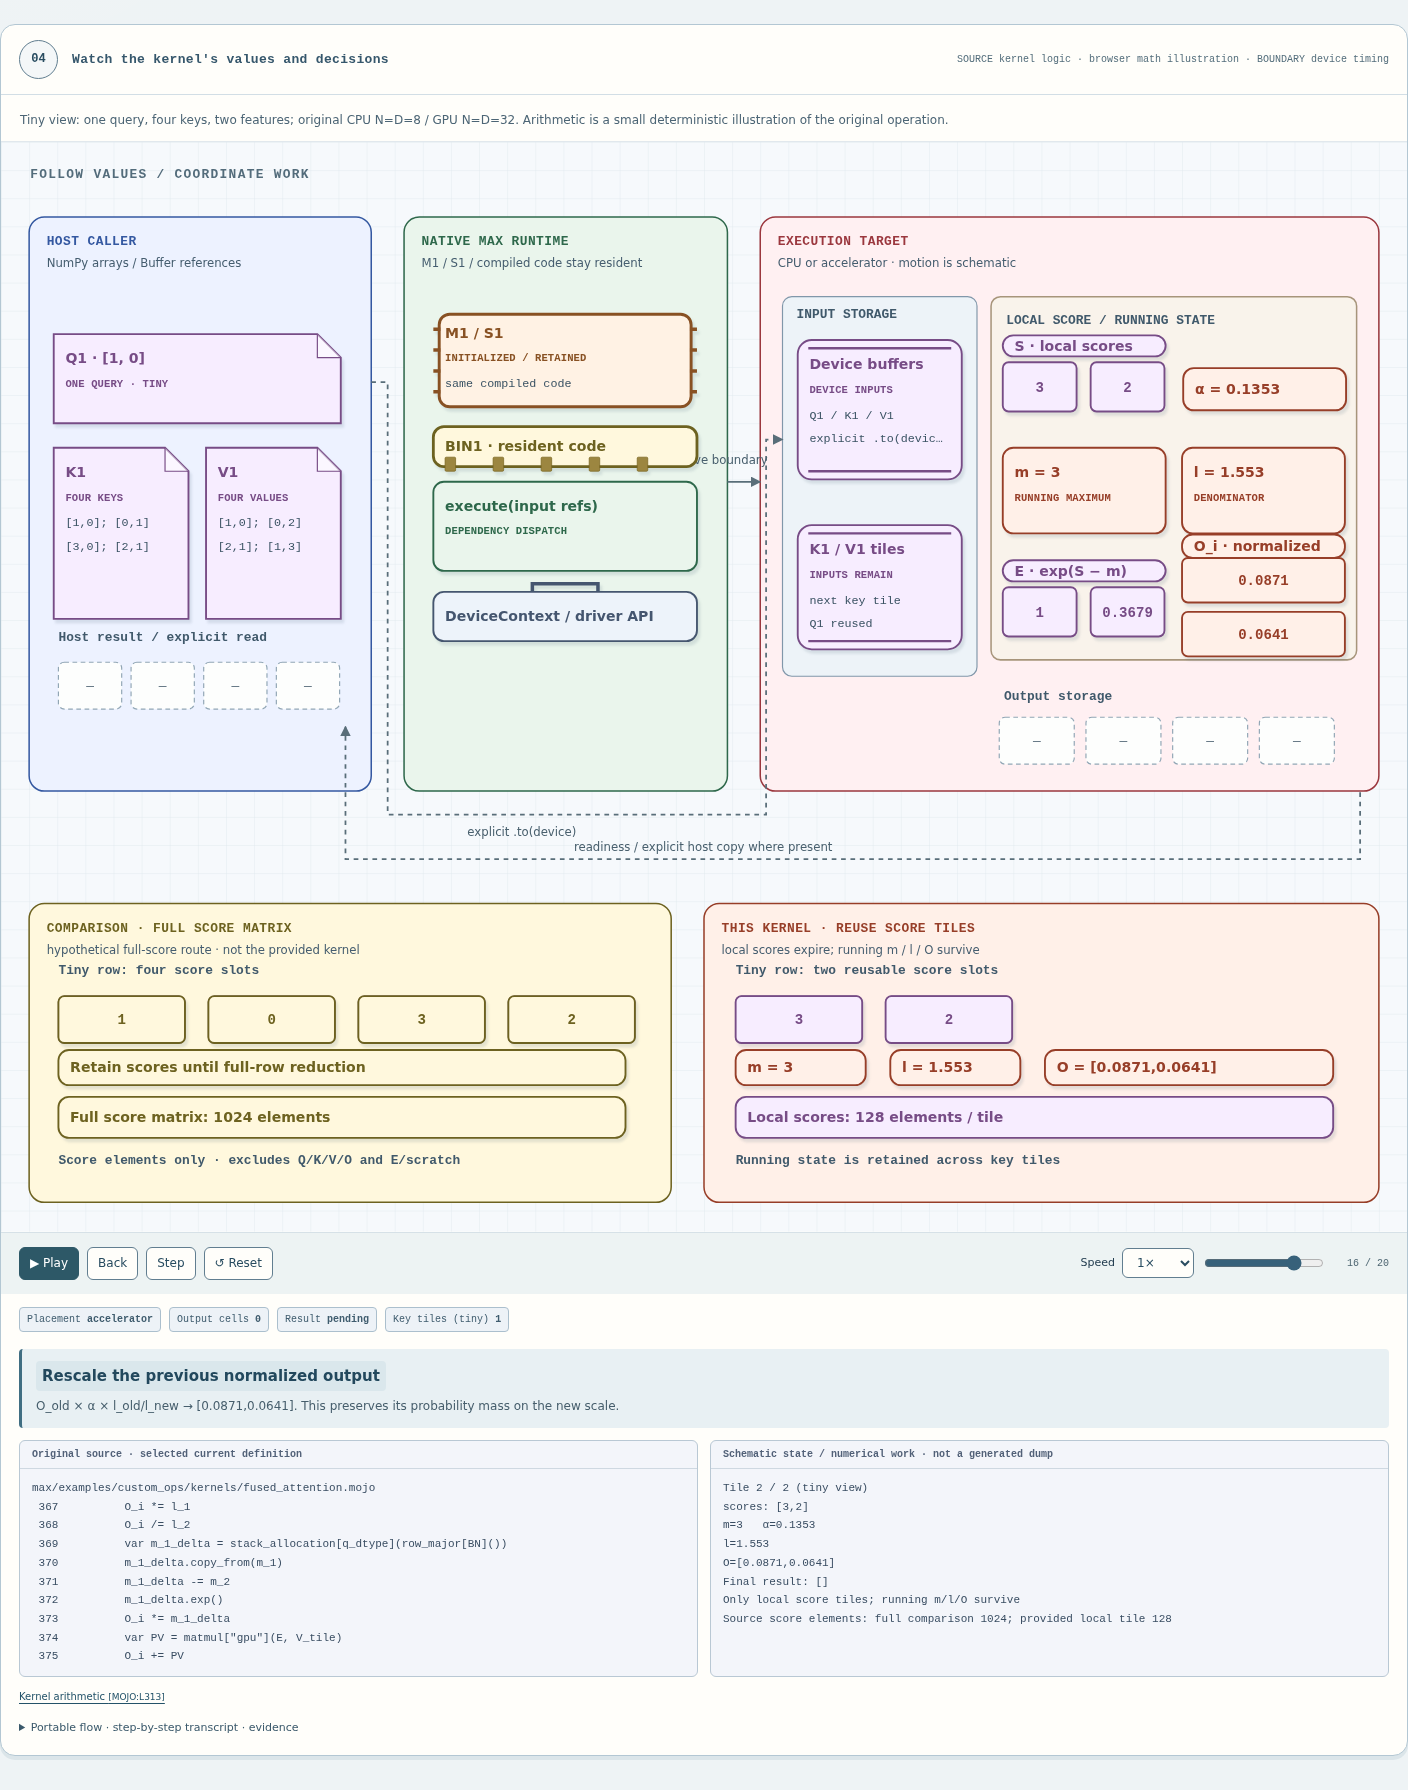 04
Watch the kernel's values and decisions
SOURCE kernel logic · browser math illustration · BOUNDARY device timing
Tiny view: one query, four keys, two features; original CPU N=D=8 / GPU N=D=32. Arithmetic is a small deterministic illustration of the original operation.
FOLLOW VALUES / COORDINATE WORK
HOST CALLER
NumPy arrays / Buffer references
Q1 · [1, 0]
ONE QUERY · TINY
K1
FOUR KEYS
[1,0]; [0,1]
[3,0]; [2,1]
V1
FOUR VALUES
[1,0]; [0,2]
[2,1]; [1,3]
Host result / explicit read
– – – –
NATIVE MAX RUNTIME
M1 / S1 / compiled code stay resident
M1 / S1
INITIALIZED / RETAINED
same compiled code
BIN1 · resident code
execute(input refs)
DEPENDENCY DISPATCH
DeviceContext / driver API
ve boundary
EXECUTION TARGET
CPU or accelerator · motion is schematic
INPUT STORAGE
Device buffers
DEVICE INPUTS
Q1 / K1 / V1
explicit .to(devic…
K1 / V1 tiles
INPUTS REMAIN
next key tile
Q1 reused
LOCAL SCORE / RUNNING STATE
S · local scores
3 2
α = 0.1353
m = 3
RUNNING MAXIMUM
l = 1.553
DENOMINATOR
E · exp(S − m)
1 0.3679
O_i · normalized
0.0871
0.0641
Output storage
– – – –
explicit .to(device)
readiness / explicit host copy where present
COMPARISON · FULL SCORE MATRIX
hypothetical full-score route · not the provided kernel
Tiny row: four score slots
1 0 3 2
Retain scores until full-row reduction
Full score matrix: 1024 elements
Score elements only · excludes Q/K/V/O and E/scratch
THIS KERNEL · REUSE SCORE TILES
local scores expire; running m / l / O survive
Tiny row: two reusable score slots
3 2
m = 3 l = 1.553 O = [0.0871,0.0641]
Local scores: 128 elements / tile
Running state is retained across key tiles
▶ Play Back Step ↺ Reset
Speed 1× 16 / 20
Placement accelerator Output cells 0 Result pending Key tiles (tiny) 1
Rescale the previous normalized output
O_old × α × l_old/l_new → [0.0871,0.0641]. This preserves its probability mass on the new scale.
Original source · selected current definition
max/examples/custom_ops/kernels/fused_attention.mojo
367 O_i *= l_1
368 O_i /= l_2
369 var m_1_delta = stack_allocation[q_dtype](row_major[BN]())
370 m_1_delta.copy_from(m_1)
371 m_1_delta -= m_2
372 m_1_delta.exp()
373 O_i *= m_1_delta
374 var PV = matmul["gpu"](E, V_tile)
375 O_i += PV
Schematic state / numerical work · not a generated dump
Tile 2 / 2 (tiny view)
scores: [3,2]
m=3 α=0.1353
l=1.553
O=[0.0871,0.0641]
Final result: []
Only local score tiles; running m/l/O survive
Source score elements: full comparison 1024; provided local tile 128
Kernel arithmetic [MOJO:L313]
▶ Portable flow · step-by-step transcript · evidence